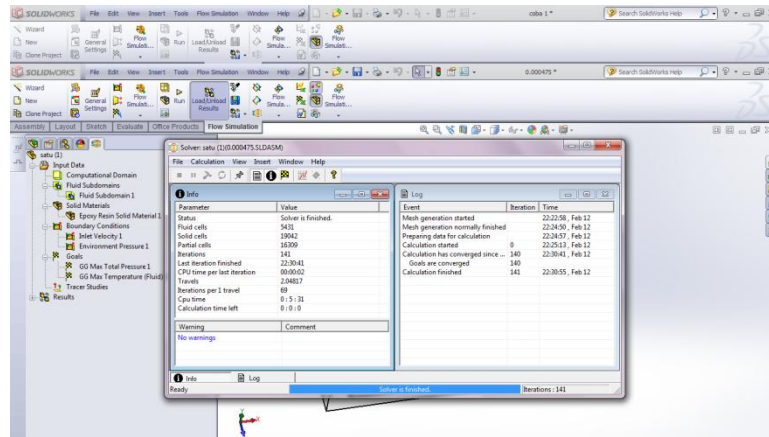 SOLIDWORKS File Edit View Insert Tools Flow Simulation Window Help coba 1 * Search SolidWorks Help
Wizard
New
Clone Project
General Settings
Flow Simulati...
Run
Load/Unload Results
Flow Simula...
Flow Simulati...
SOLIDWORKS File Edit View Insert Tools Flow Simulation Window Help 0.000475 * Search SolidWorks Help
Wizard
New
Clone Project
General Settings
Flow Simulati...
Run
Load/Unload Results
Flow Simula...
Flow Simulati...
Assembly Layout Sketch Evaluate Office Products Flow Simulation
satu (1)
Input Data
Computational Domain
Fluid Subdomains
Fluid Subdomain 1
Solid Materials
Epoxy Resin Solid Material 1
Boundary Conditions
Inlet Velocity 1
Environment Pressure 1
Goals
GG Max Total Pressure 1
GG Max Temperature (Fluid)
Tracer Studies
Results
Solver: satu (1)(0.000475.SLDASM)
File Calculation View Insert Window Help
Info
Parameter Value
Status Solver is finished.
Fluid cells 5431
Solid cells 19042
Partial cells 16309
Iterations 141
Last iteration finished 22:30:41
CPU time per last iteration 00:00:02
Travels 2.04817
Iterations per 1 travel 69
Cpu time 0 : 5 : 31
Calculation time left 0 : 0 : 0
Warning Comment
No warnings
Log
Event Iteration Time
Mesh generation started 22:22:58 , Feb 12
Mesh generation normally finished 22:24:50 , Feb 12
Preparing data for calculation 22:24:57 , Feb 12
Calculation started 0 22:25:13 , Feb 12
Calculation has converged since ... 140 22:30:41 , Feb 12
Goals are converged 140
Calculation finished 141 22:30:55 , Feb 12
Info Log
Ready Solver is finished. Iterations : 141